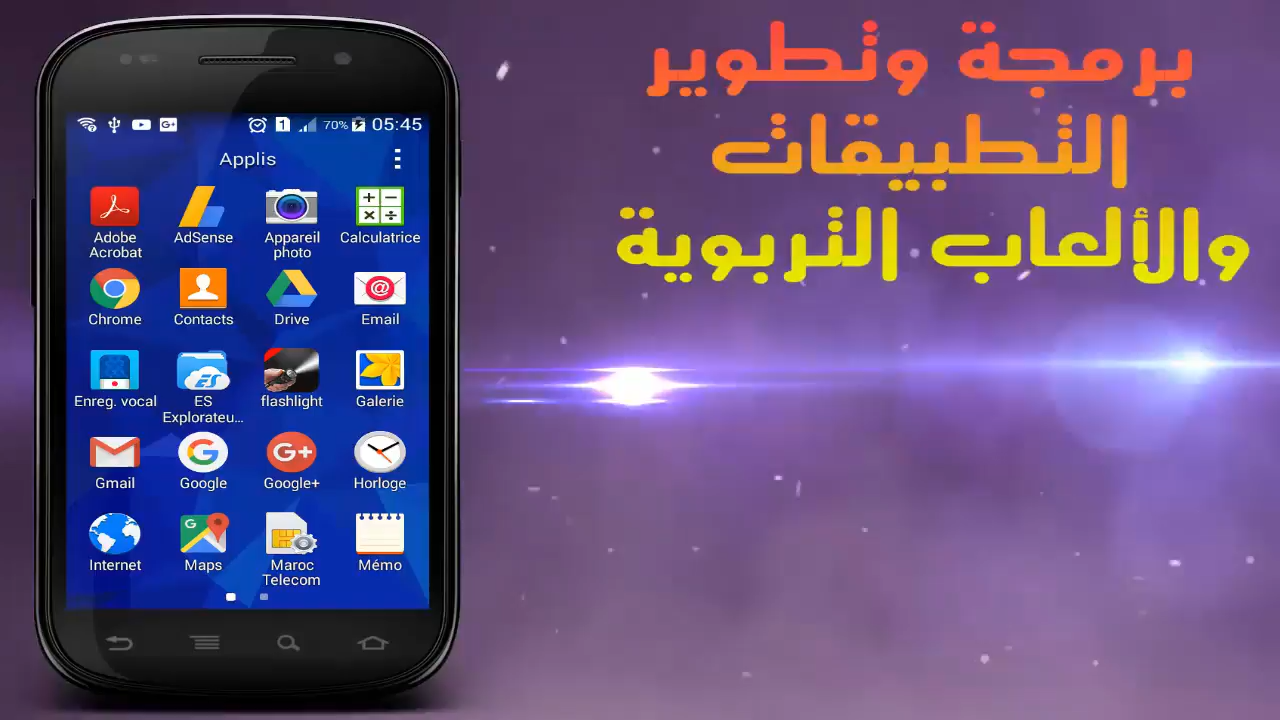 برمجة وتطوير
التطبيقات
والألعاب التربوية
1 70% 05:45
Applis
Adobe Acrobat
AdSense
Appareil photo
Calculatrice
Chrome
Contacts
Drive
Email
Enreg. vocal
ES Explorateu...
flashlight
Galerie
Gmail
Google
Google+
Horloge
Internet
Maps
Maroc Telecom
Mémo